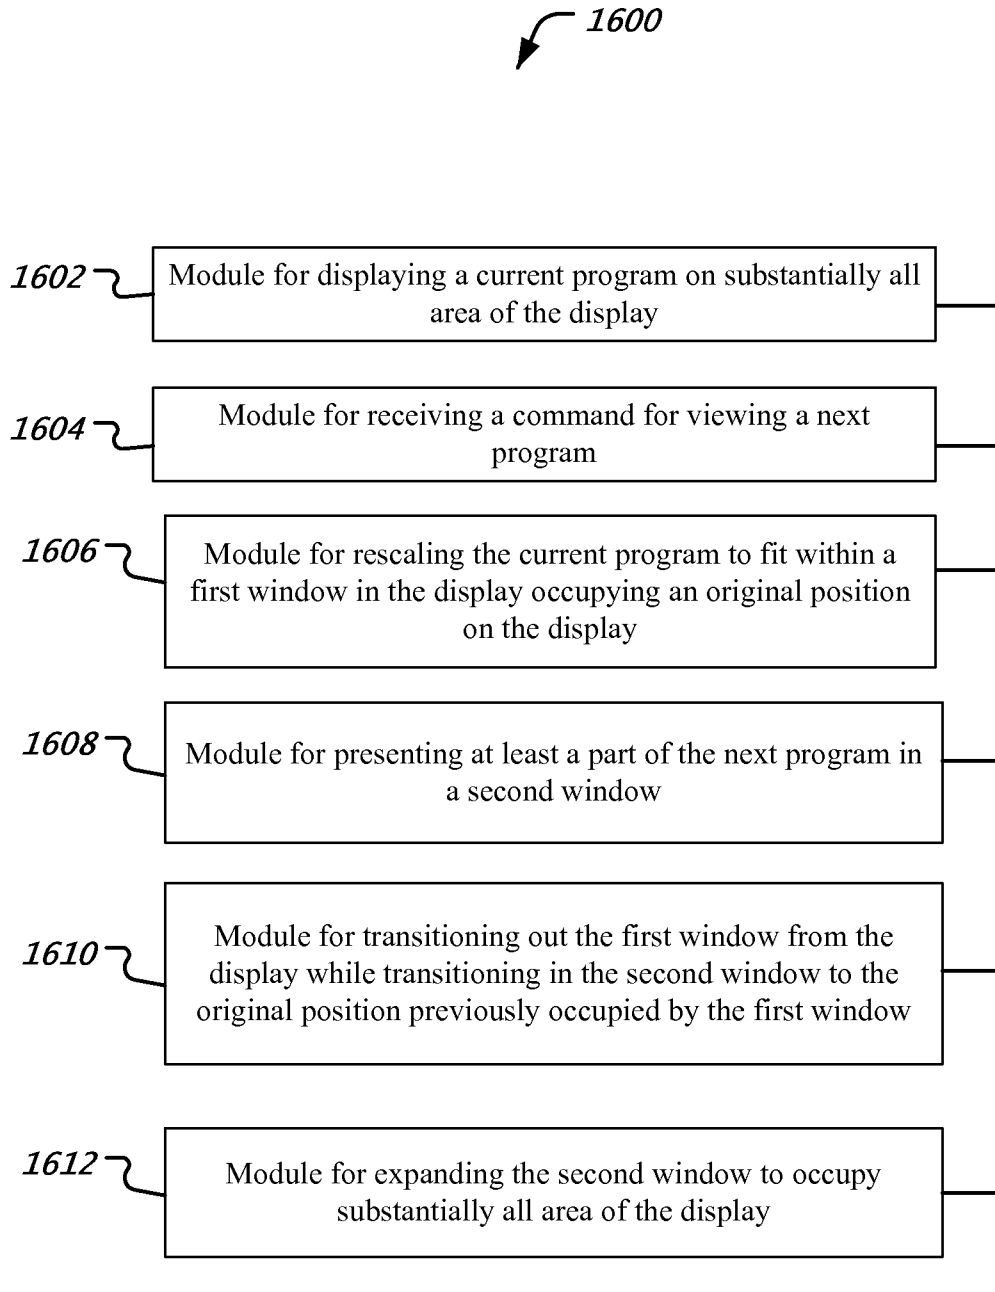 1600
1602
Module for displaying a current program on substantially all
area of the display
1604
Module for receiving a command for viewing a next
program
1606
Module for rescaling the current program to fit within a
first window in the display occupying an original position
on the display
1608
Module for presenting at least a part of the next program in
a second window
1610
Module for transitioning out the first window from the
display while transitioning in the second window to the
original position previously occupied by the first window
1612
Module for expanding the second window to occupy
substantially all area of the display